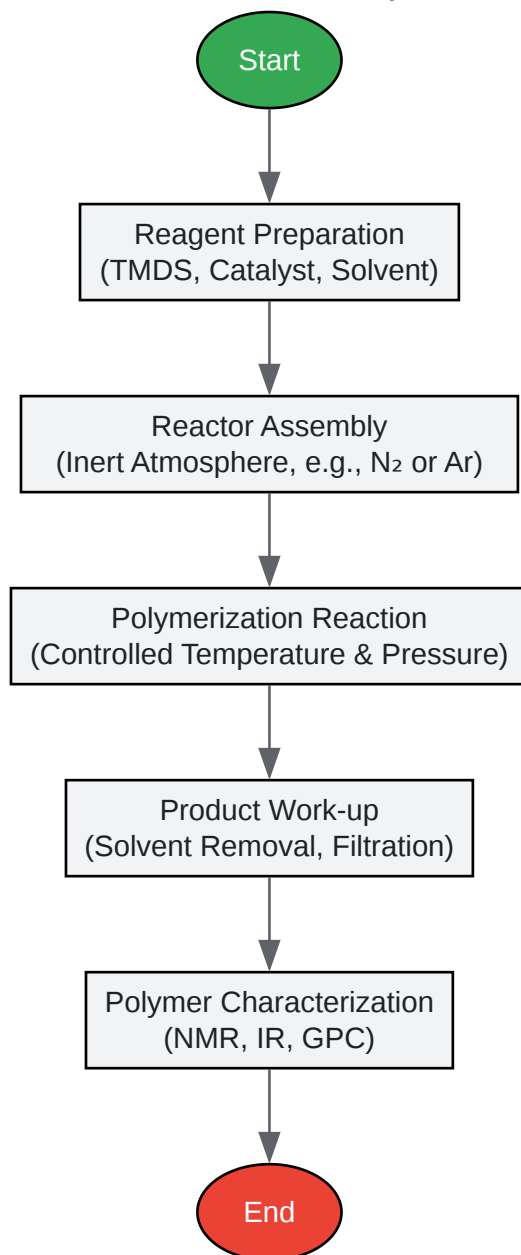 Start
Reagent Preparation
(TMDS, Catalyst, Solvent)
Reactor Assembly
(Inert Atmosphere, e.g., N₂ or Ar)
Polymerization Reaction
(Controlled Temperature & Pressure)
Product Work-up
(Solvent Removal, Filtration)
Polymer Characterization
(NMR, IR, GPC)
End